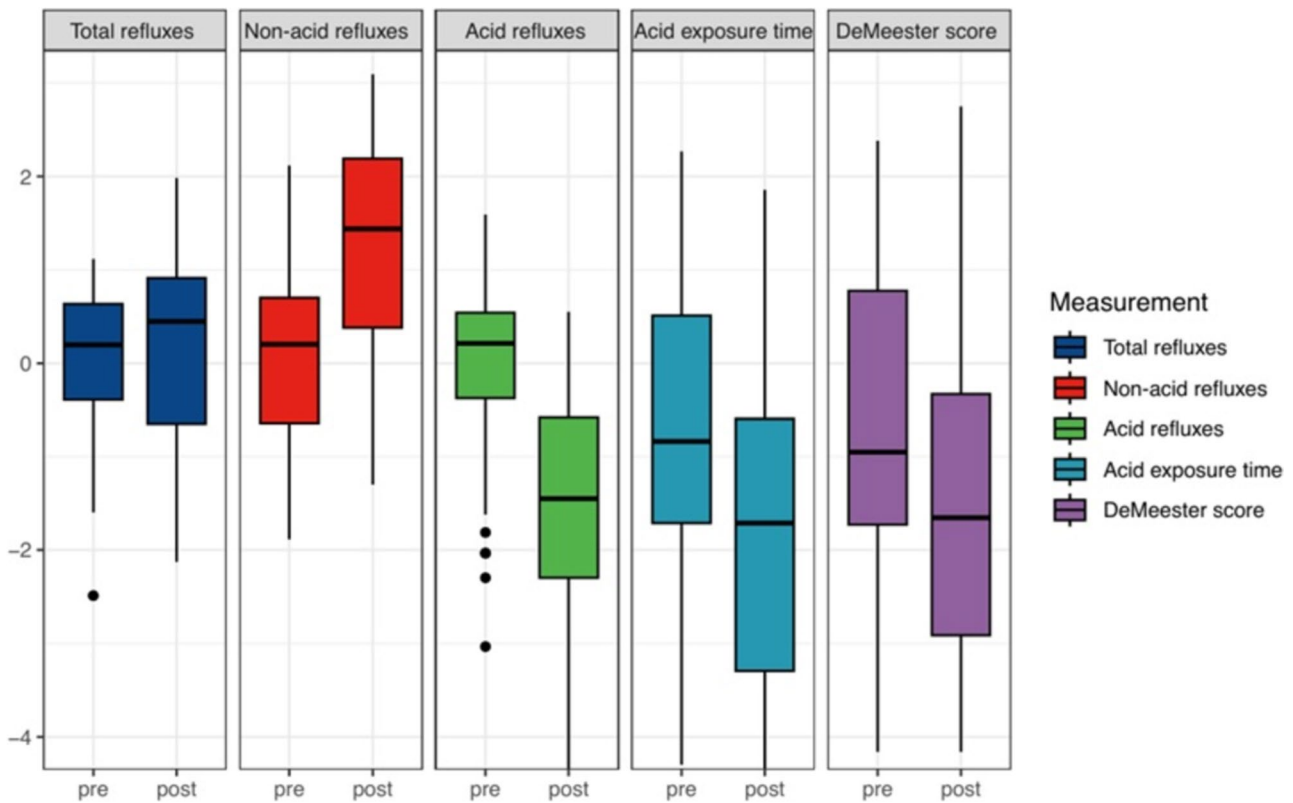 Total refluxes
Non-acid refluxes
Acid refluxes
Acid exposure time
DeMeester score
2
0
−2
−4
pre
post
pre
post
pre
post
pre
post
pre
post
Measurement
Total refluxes
Non-acid refluxes
Acid refluxes
Acid exposure time
DeMeester score